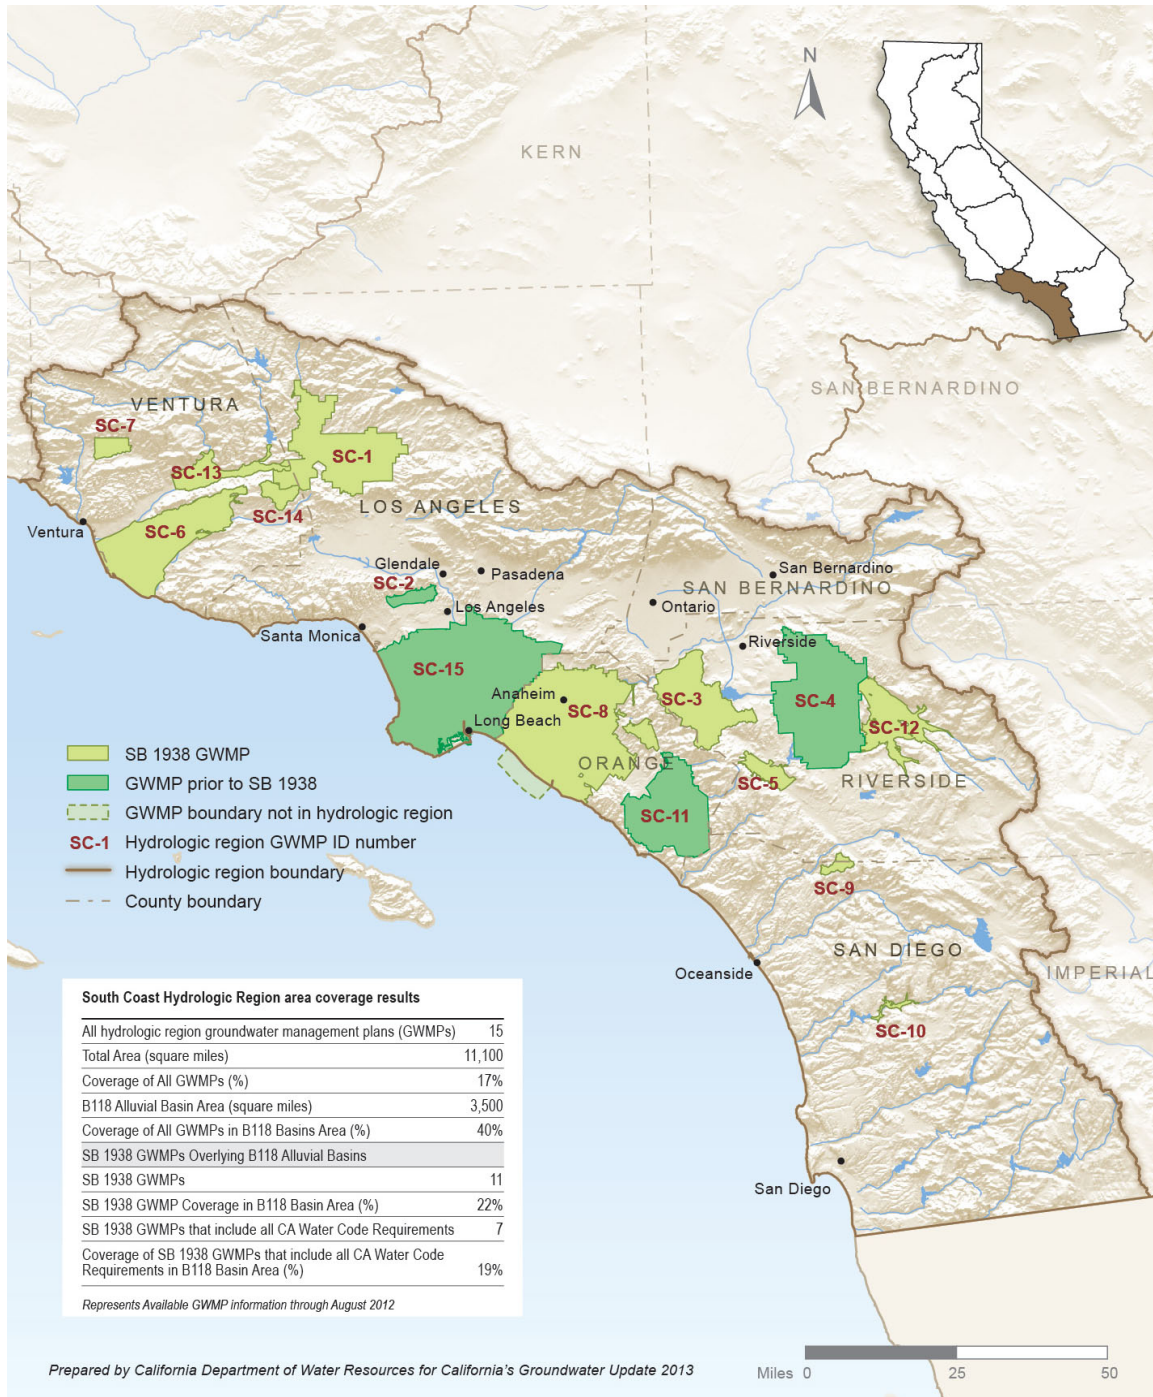 N
KERN
SAN BERNARDINO
VENTURA
SC-7
SC-1
SC-13
LOS ANGELES
SC-14
SC-6
Ventura
Glendale
Pasadena
San Bernardino
SC-2
SAN BERNARDINO
Los Angeles
Ontario
Santa Monica
Riverside
SC-15
Anaheim
SC-3
SC-4
SC-8
Long Beach
SC-12
ORANGE
SC-5
RIVERSIDE
SC-11
SC-9
SAN DIEGO
Oceanside
IMPERIAL
SC-10
San Diego
SB 1938 GWMP
GWMP prior to SB 1938
GWMP boundary not in hydrologic region
SC-1 Hydrologic region GWMP ID number
Hydrologic region boundary
County boundary
South Coast Hydrologic Region area coverage results
All hydrologic region groundwater management plans (GWMPs) 15
Total Area (square miles) 11,100
Coverage of All GWMPs (%) 17%
B118 Alluvial Basin Area (square miles) 3,500
Coverage of All GWMPs in B118 Basins Area (%) 40%
SB 1938 GWMPs Overlying B118 Alluvial Basins
SB 1938 GWMPs 11
SB 1938 GWMP Coverage in B118 Basin Area (%) 22%
SB 1938 GWMPs that include all CA Water Code Requirements 7
Coverage of SB 1938 GWMPs that include all CA Water Code
Requirements in B118 Basin Area (%) 19%
Represents Available GWMP information through August 2012
Prepared by California Department of Water Resources for California's Groundwater Update 2013
Miles 0 25 50